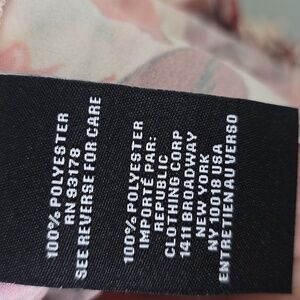 100% POLYESTER
RN 93178
SEE REVERSE FOR CARE
100% POLYESTER
IMPORTÉ PAR:
REPUBLIC
CLOTHING CORP
1411 BROADWAY
NEW YORK
NY 10018 USA
ENTRETIEN AU VERSO